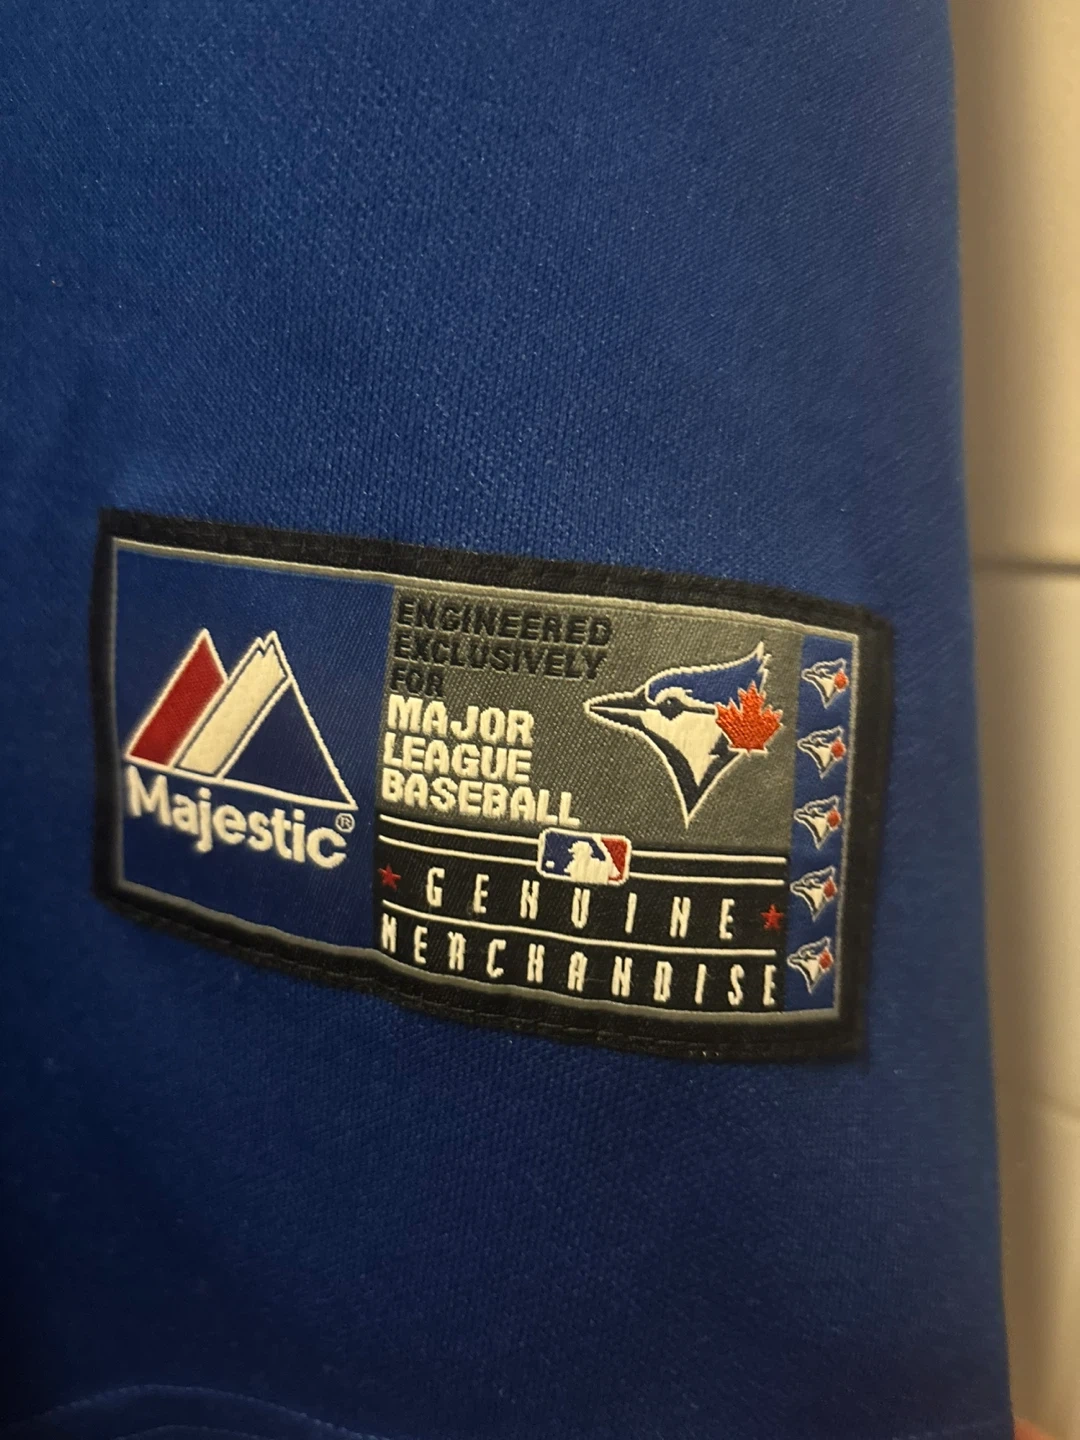 Majestic®
ENGINEERED
EXCLUSIVELY
FOR
MAJOR
LEAGUE
BASEBALL
GENUINE
MERCHANDISE